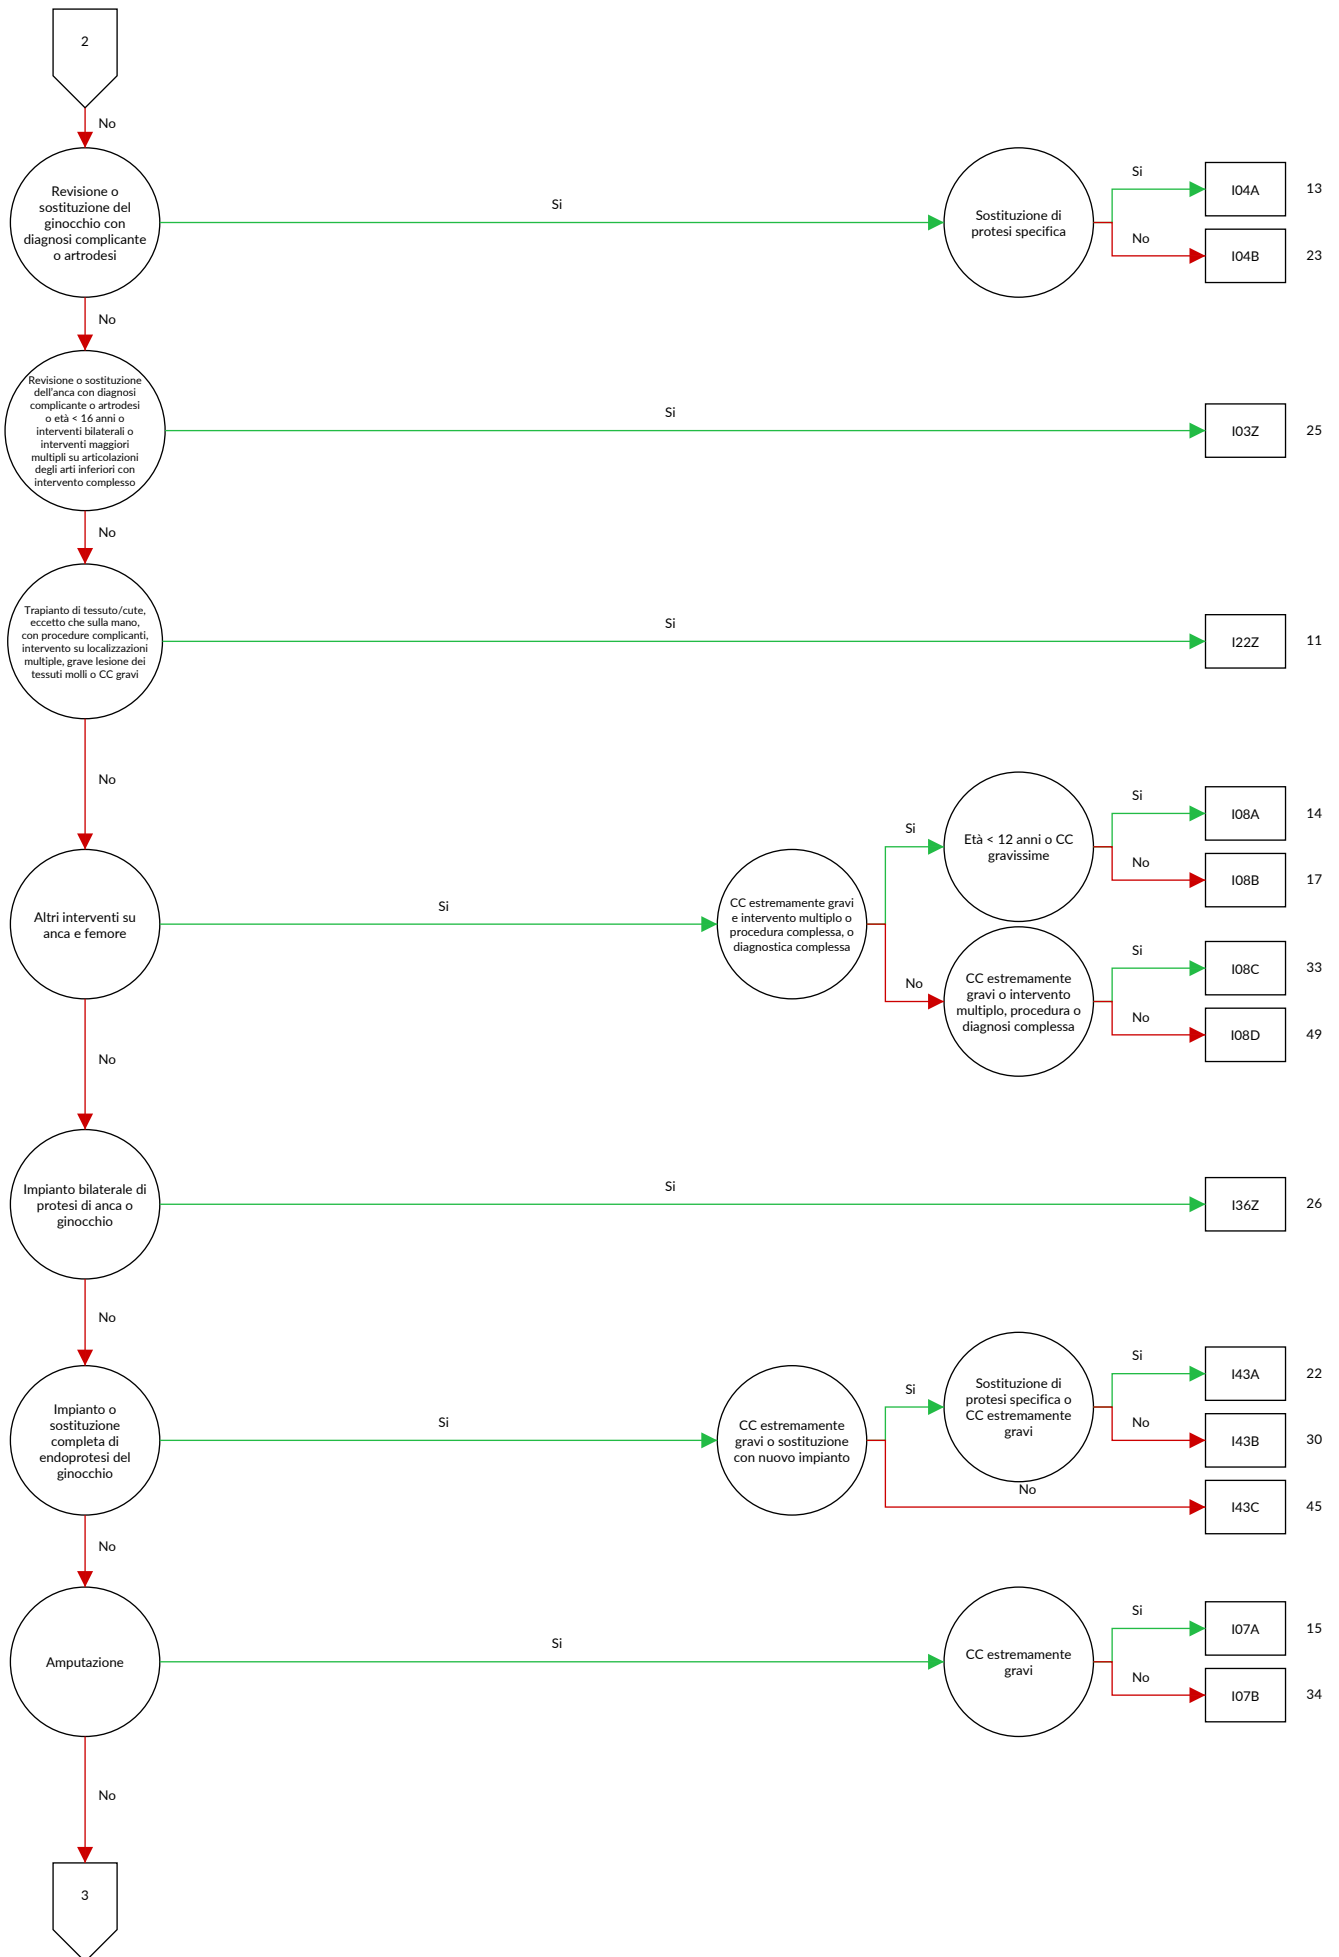 2
No
Revisione o
sostituzione del
ginocchio con
diagnosi complicante
o artrodesi
Si
Sostituzione di
protesi specifica
Si
I04A
13
No
I04B
23
No
Revisione o sostituzione
dell'anca con diagnosi
complicante o artrodesi
o età < 16 anni o
interventi bilaterali o
interventi maggiori
multipli su articolazioni
degli arti inferiori con
intervento complesso
Si
I03Z
25
No
Trapianto di tessuto/cute,
eccetto che sulla mano,
con procedure complicanti,
intervento su localizzazioni
multiple, grave lesione dei
tessuti molli o CC gravi
Si
I22Z
11
No
Altri interventi su
anca e femore
Si
CC estremamente gravi
e intervento multiplo o
procedura complessa, o
diagnostica complessa
Si
Età < 12 anni o CC
gravissime
Si
I08A
14
No
I08B
17
No
CC estremamente
gravi o intervento
multiplo, procedura o
diagnosi complessa
Si
I08C
33
No
I08D
49
No
Impianto bilaterale di
protesi di anca o
ginocchio
Si
I36Z
26
No
Impianto o
sostituzione
completa di
endoprotesi del
ginocchio
Si
CC estremamente
gravi o sostituzione
con nuovo impianto
Si
Sostituzione di
protesi specifica o
CC estremamente
gravi
Si
I43A
22
No
I43B
30
No
I43C
45
No
Amputazione
Si
CC estremamente
gravi
Si
I07A
15
No
I07B
34
No
3